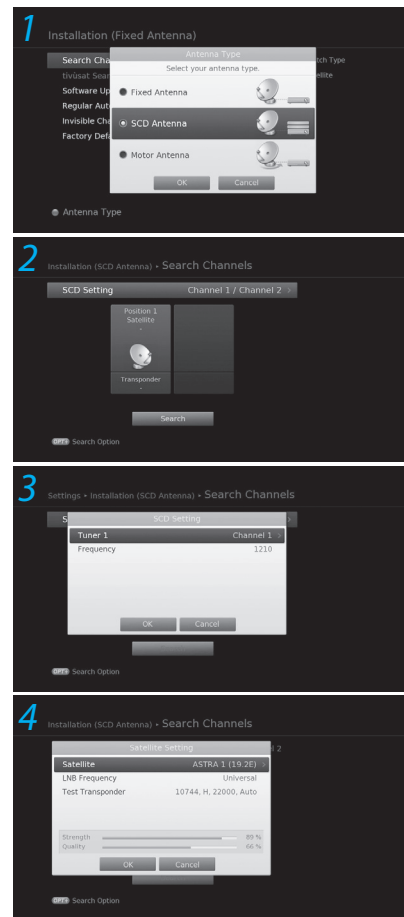 1
Installation (Fixed Antenna)
Antenna Type
Search Cha
tch Type
Select your antenna type.
tivùsat Sear
ellite
Software Up
Fixed Antenna
Regular Aut
Invisible Cha
SCD Antenna
Factory Defa
Motor Antenna
OK Cancel
Antenna Type
2
Installation (SCD Antenna) • Search Channels
SCD Setting Channel 1 / Channel 2 >
Position 1
Satellite
-
Transponder
-
Search
OPT+ Search Option
3
Settings • Installation (SCD Antenna) • Search Channels
S SCD Setting >
Tuner 1 Channel 1 >
Frequency 1210
OK Cancel
OPT+ Search Option
4
Installation (SCD Antenna) • Search Channels
Satellite Setting l 2
Satellite ASTRA 1 (19.2E) >
LNB Frequency Universal
Test Transponder 10744, H, 22000, Auto
Strength 89 %
Quality 66 %
OK Cancel
OPT+ Search Option